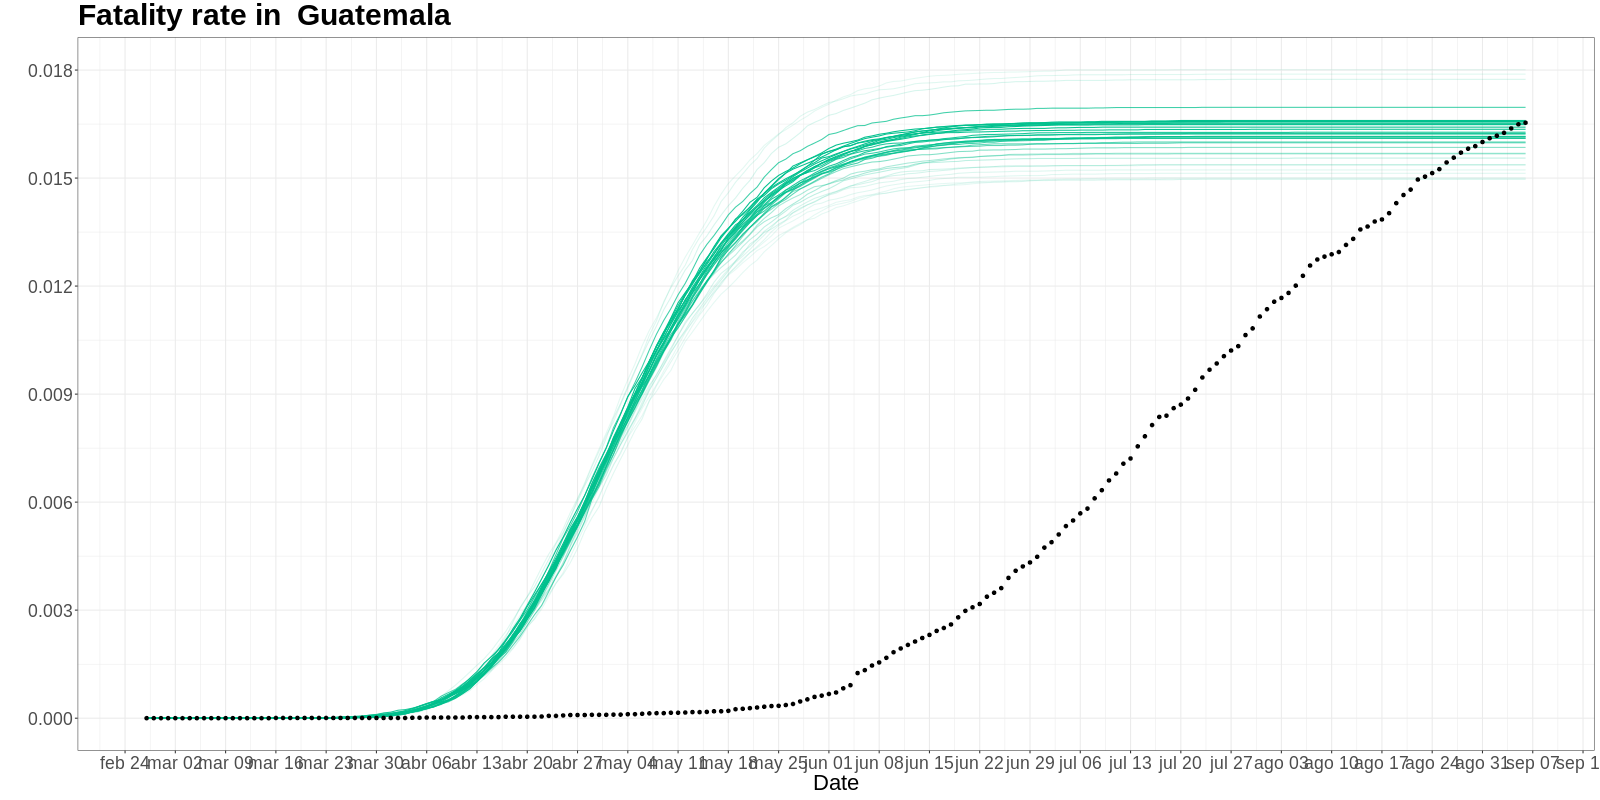 Fatality rate in  Guatemala
0.018
0.015
0.012
0.009
0.006
0.003
0.000
feb 24 mar 02 mar 09 mar 16 mar 23 mar 30 abr 06 abr 13 abr 20 abr 27 may 04 may 11 may 18 may 25 jun 01 jun 08 jun 15 jun 22 jun 29 jul 06 jul 13 jul 20 jul 27 ago 03 ago 10 ago 17 ago 24 ago 31 sep 07 sep 1
Date